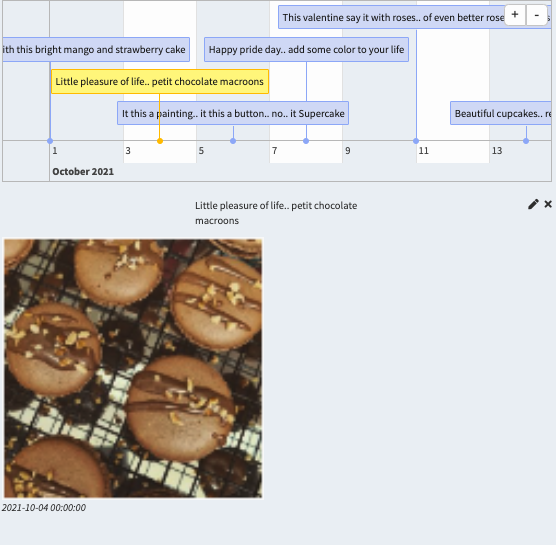 This valentine say it with roses.. of even better rose
+ -
ith this bright mango and strawberry cake
Happy pride day.. add some color to your life
Little pleasure of life.. petit chocolate macroons
It this a painting.. it this a button.. no.. it Supercake
Beautiful cupcakes.. re
1 3 5 7 9 11 13
October 2021
Little pleasure of life.. petit chocolate
macroons
2021-10-04 00:00:00